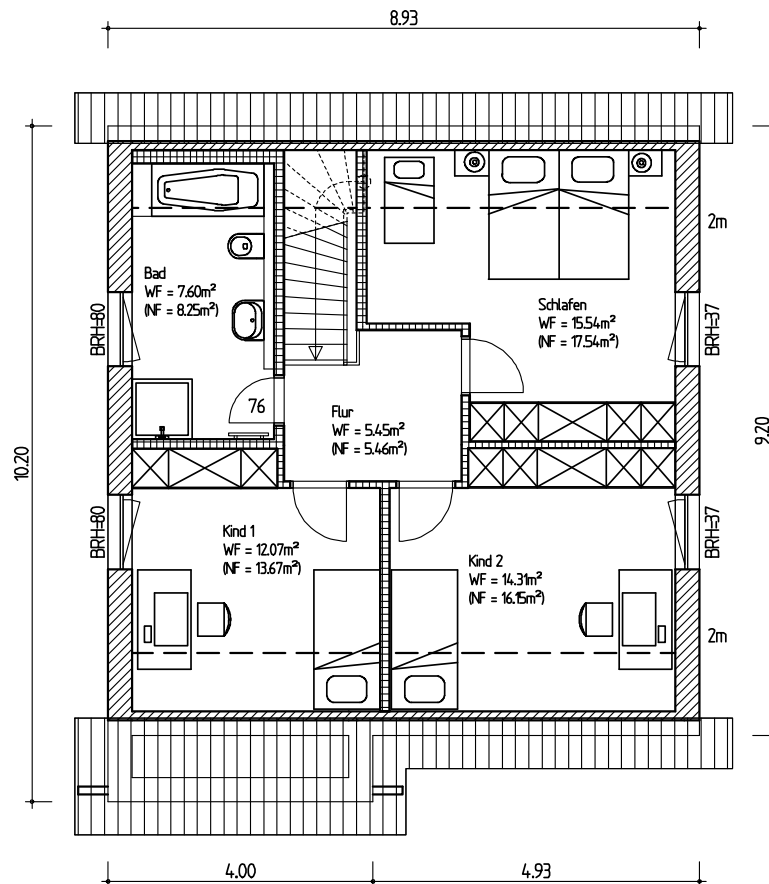 8.93
2m
Bad
WF = 7.60m²
(NF = 8.25m²)
BRH=80
Schlafen
WF = 15.54m²
(NF = 17.54m²)
BRH=37
76
Flur
WF = 5.45m²
(NF = 5.46m²)
10.20
9.20
BRH=80
Kind 1
WF = 12.07m²
(NF = 13.67m²)
Kind 2
WF = 14.31m²
(NF = 16.15m²)
BRH=37
2m
4.00
4.93